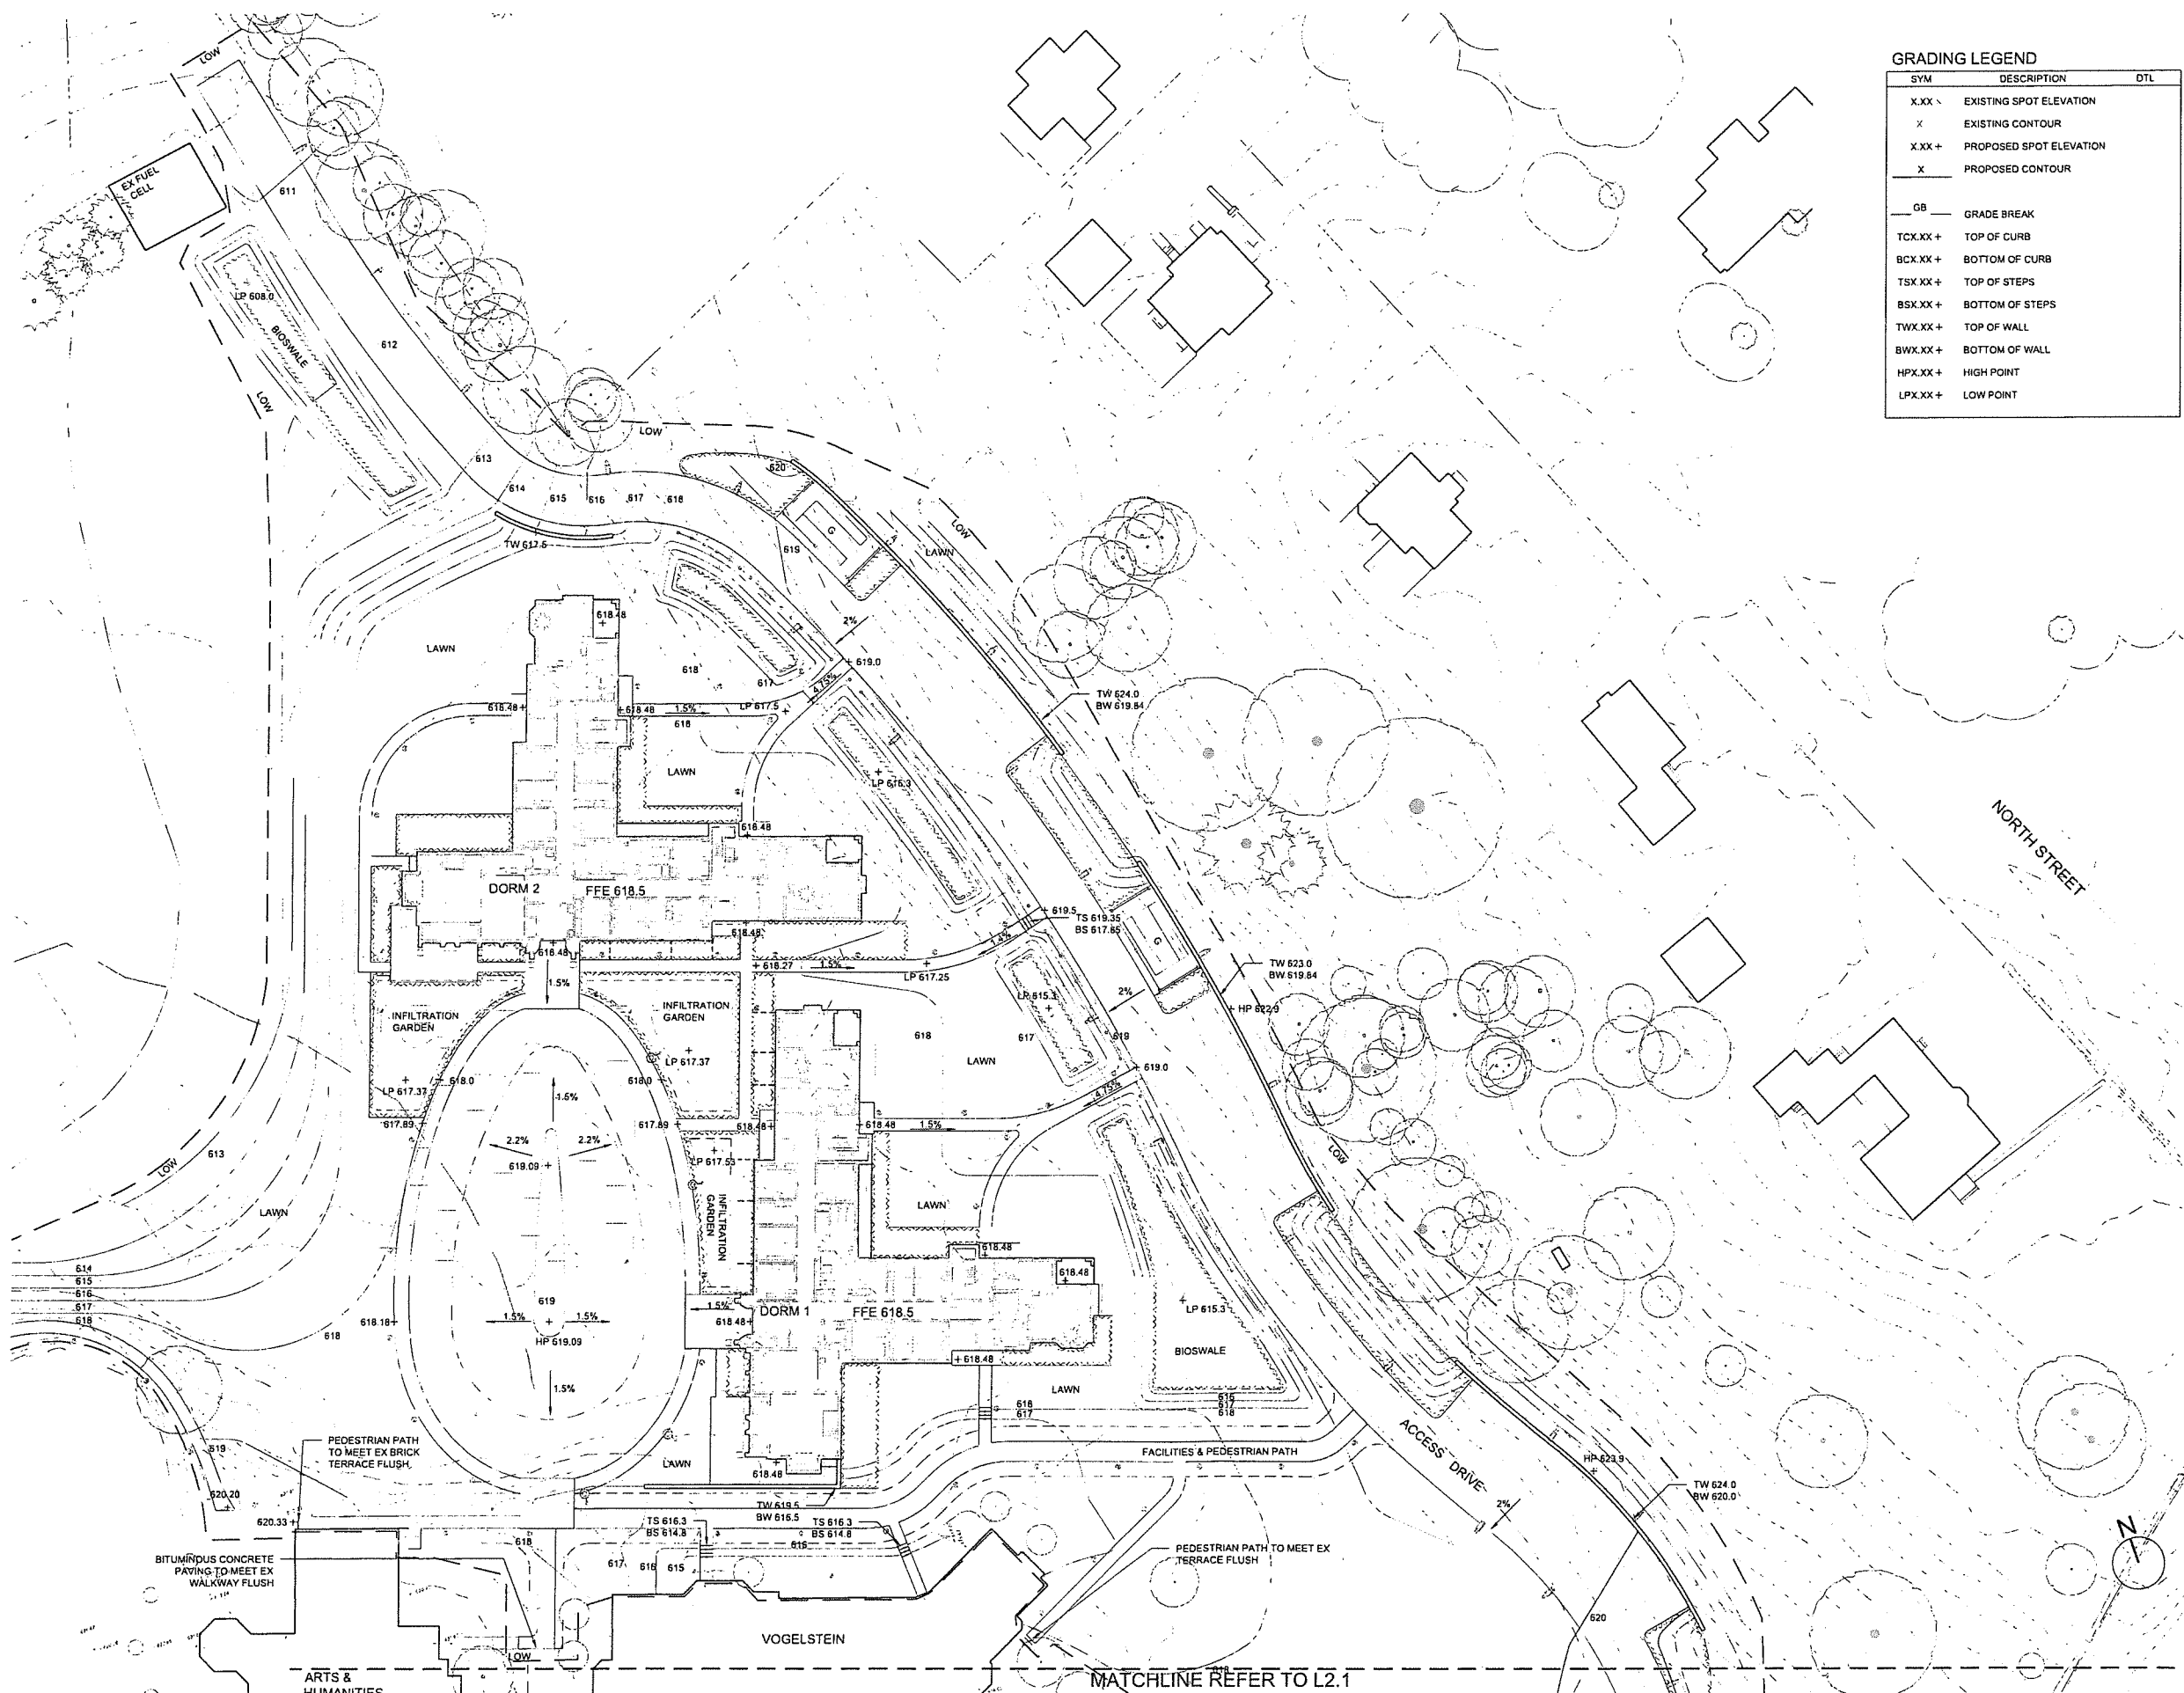 GRADING LEGEND
SYM DESCRIPTION DTL
X.XX EXISTING SPOT ELEVATION
X EXISTING CONTOUR
X.XX + PROPOSED SPOT ELEVATION
X PROPOSED CONTOUR
GB GRADE BREAK
TCX.XX + TOP OF CURB
BCX.XX + BOTTOM OF CURB
TSX.XX + TOP OF STEPS
BSX.XX + BOTTOM OF STEPS
TWX.XX + TOP OF WALL
BWX.XX + BOTTOM OF WALL
HPX.XX + HIGH POINT
LPX.XX + LOW POINT
LOW
EX FUEL
CELL
611
LP 608.0
BIOSWALE
612
LOW
LOW
613
614
615
616
617
618
620
G
619
LOW
LAWN
TW 617.5
618.48
2%
LAWN
618
617
619.0
4.75%
TW 624.0
BW 619.84
618.48
618.48
1.5%
LP 617.5
618
LAWN
LP 615.3
618.48
NORTH STREET
DORM 2
FFE 618.5
619.5
TS 619.35
BS 617.85
618.48
618.48
618.27
1.5%
LP 617.25
G
TW 623.0
BW 619.84
1.5%
2%
HP 622.9
INFILTRATION
GARDEN
INFILTRATION
GARDEN
LP 615.3
618
617
619
LAWN
LP 617.37
LP 617.37
618.0
618.0
619.0
4.75%
1.5%
617.89
617.89
618.48
618.48
1.5%
2.2%
2.2%
619.09
LP 617.53
INFILTRATION
GARDEN
LOW
613
LOW
LAWN
LAWN
618.48
618.48
614
615
616
617
618
619
1.5%
1.5%
HP 619.09
618.18
618
1.5%
618.48
DORM 1
FFE 618.5
LP 615.3
BIOSWALE
618.48
1.5%
LAWN
618
617
616
617
618
ACCESS DRIVE
FACILITIES & PEDESTRIAN PATH
PEDESTRIAN PATH
TO MEET EX BRICK
TERRACE FLUSH
619
LAWN
618.48
HP 623.9
TW 624.0
BW 620.0
2%
620.20
620.33
TW 619.5
BW 616.5
TS 616.3
BS 614.8
TS 616.3
BS 614.8
616
618
617
616
615
BITUMINOUS CONCRETE
PAVING TO MEET EX
WALKWAY FLUSH
PEDESTRIAN PATH TO MEET EX
TERRACE FLUSH
N
620
VOGELSTEIN
LOW
ARTS &
HUMANITIES
MATCHLINE REFER TO L2.1